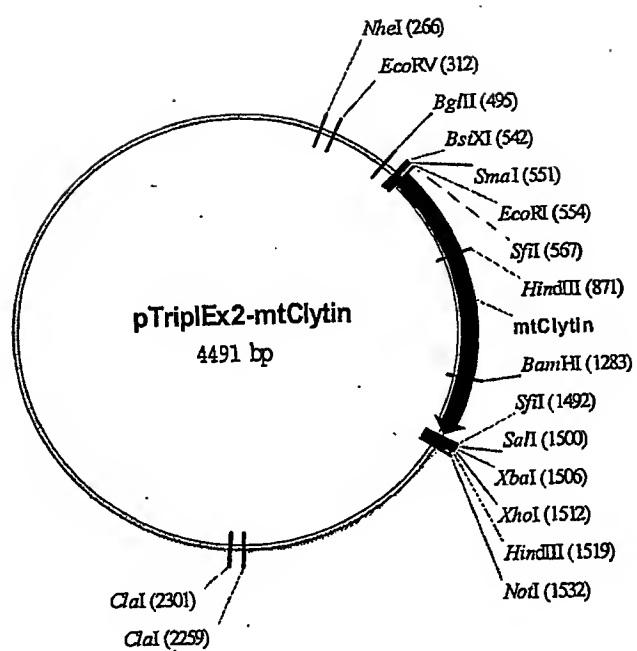 NheI (266)
EcoRV (312)
BglII (495)
BstXI (542)
SmaI (551)
EcoRI (554)
SfiI (567)
HindIII (871)
mtClytin
BamHI (1283)
SfiI (1492)
SalI (1500)
XbaI (1506)
XhoI (1512)
HindIII (1519)
NotI (1532)
pTriplEx2-mtClytin
4491 bp
ClaI (2301)
ClaI (2259)